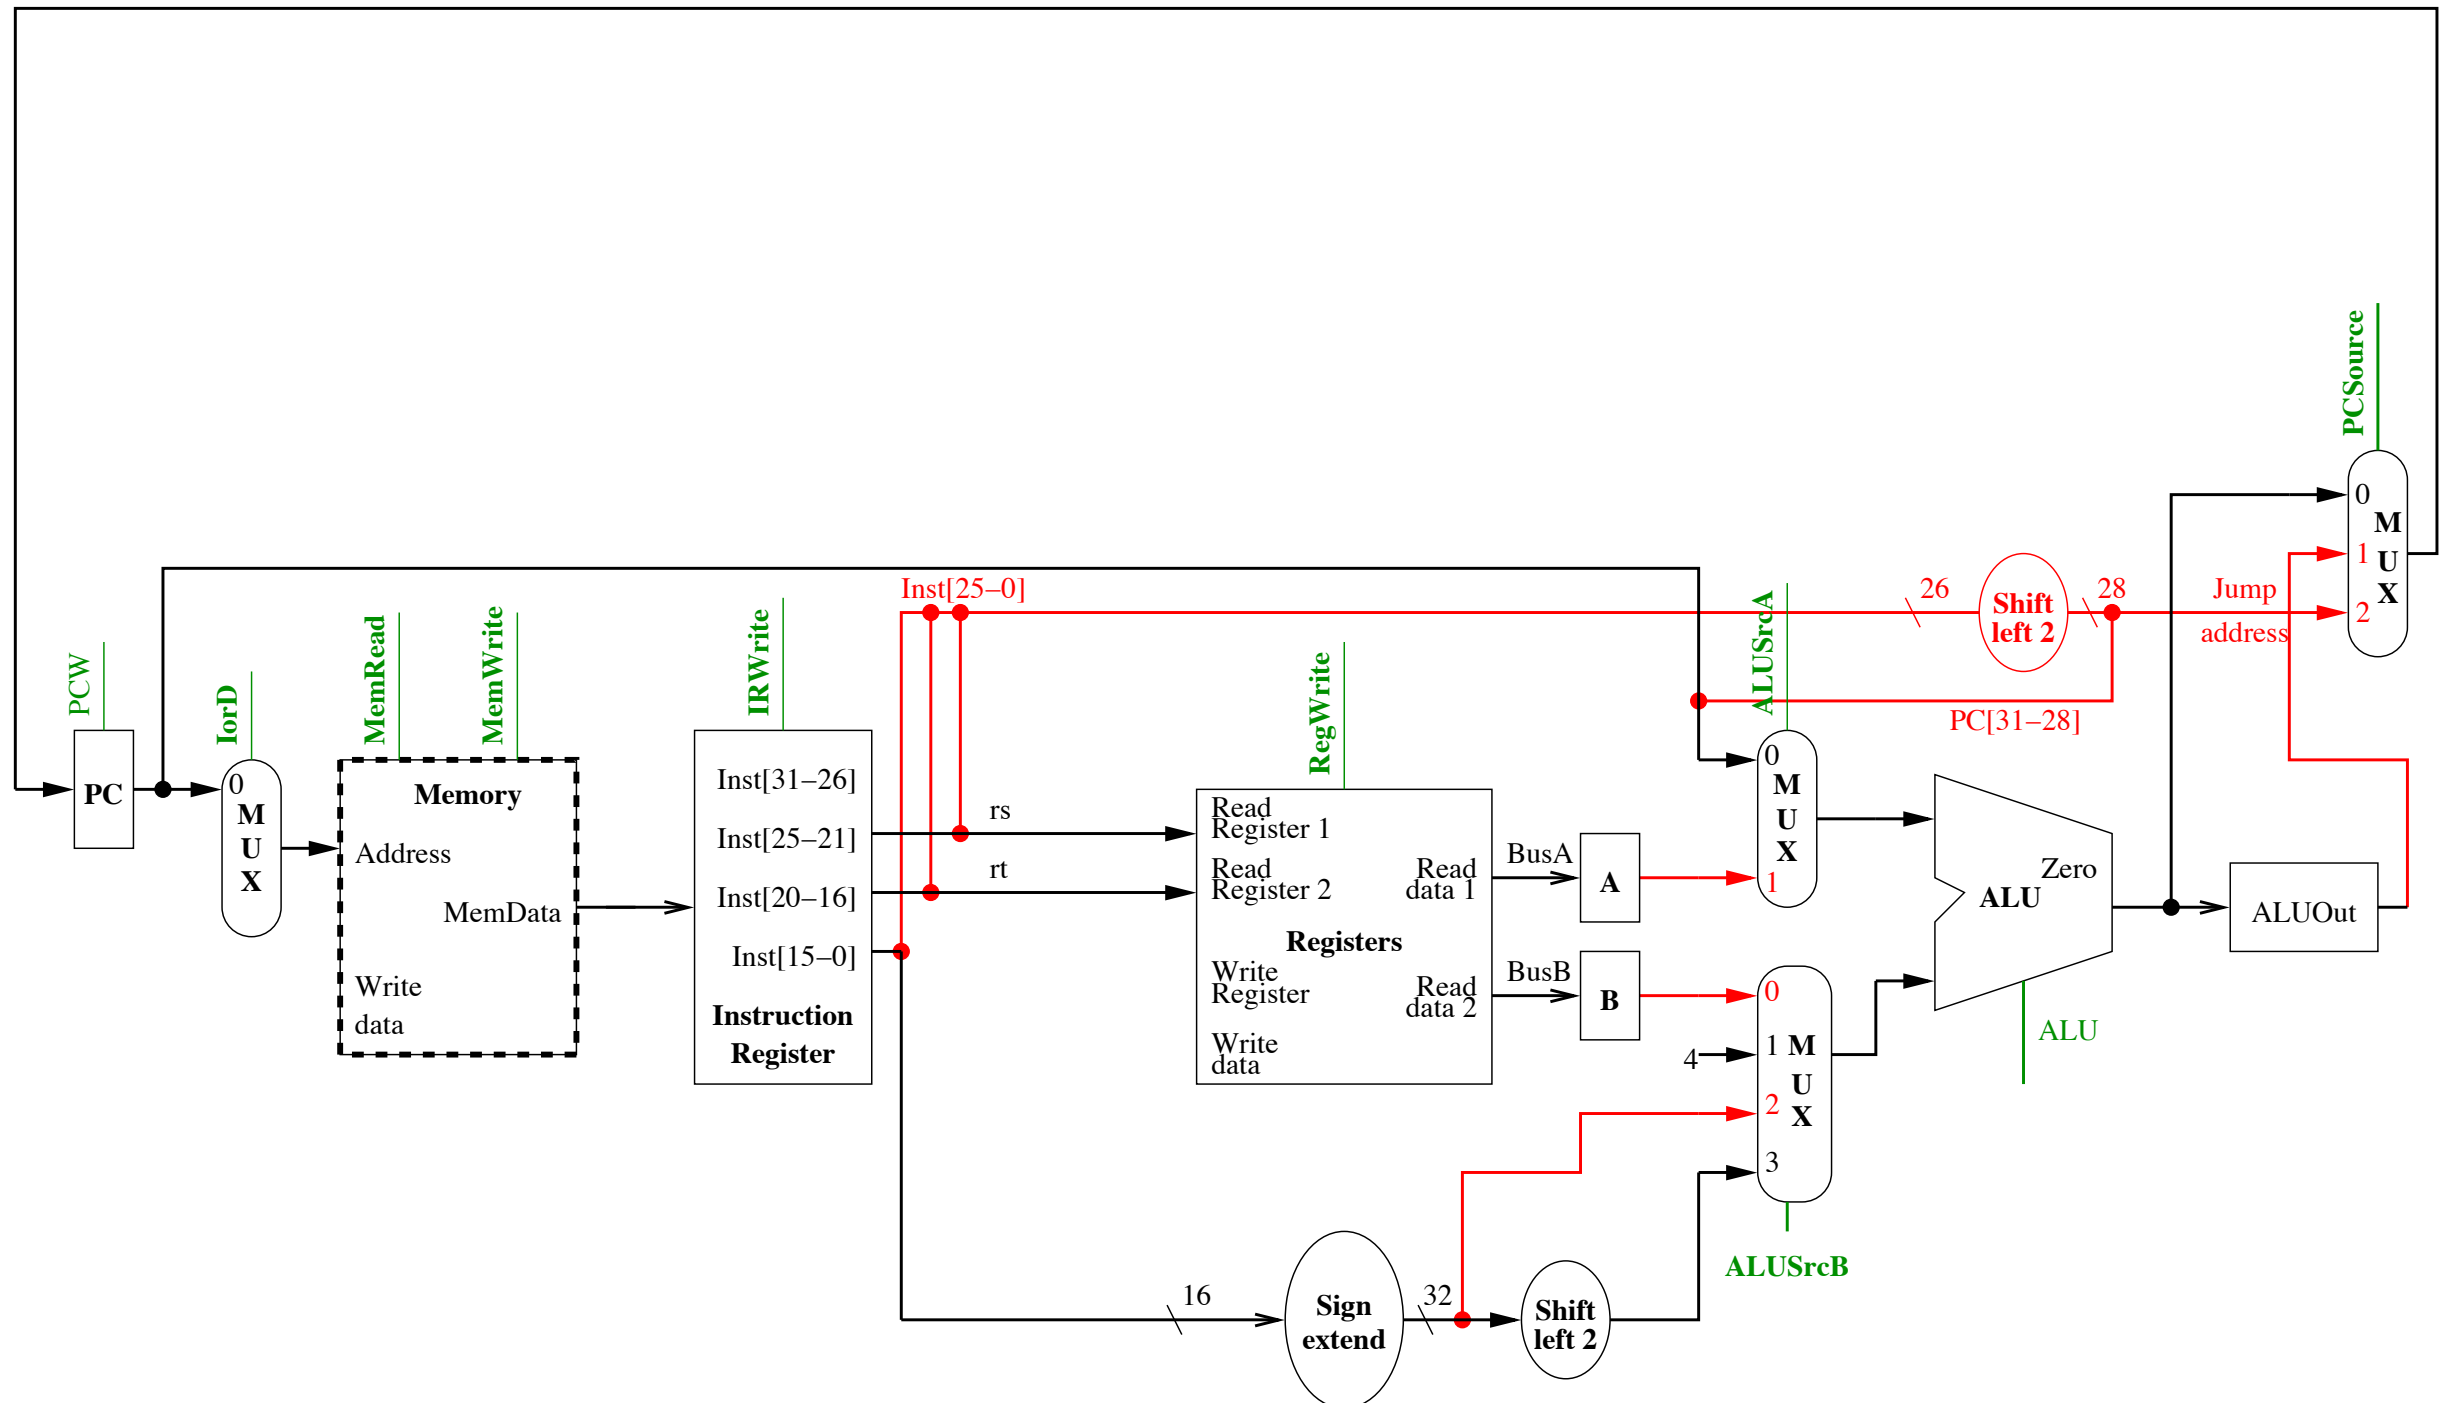 PCSource
0
M
Inst[25–0]
26
Shift
left 2
28
Jump
address
1
U
X
2
PCW
IorD
MemRead
MemWrite
IRWrite
RegWrite
ALUSrcA
PC[31–28]
PC
0
M
U
X
Memory
Address
MemData
Write
data
Inst[31–26]
Inst[25–21]
Inst[20–16]
Inst[15–0]
Instruction
Register
rs
rt
Read
Register 1
Read
Register 2
Read
data 1
Registers
Write
Register
Read
data 2
Write
data
BusA
A
BusB
B
0
M
U
X
1
0
4
1
M
U
2
X
3
ALUSrcB
Zero
ALU
ALU
ALUOut
16
Sign
extend
32
Shift
left 2